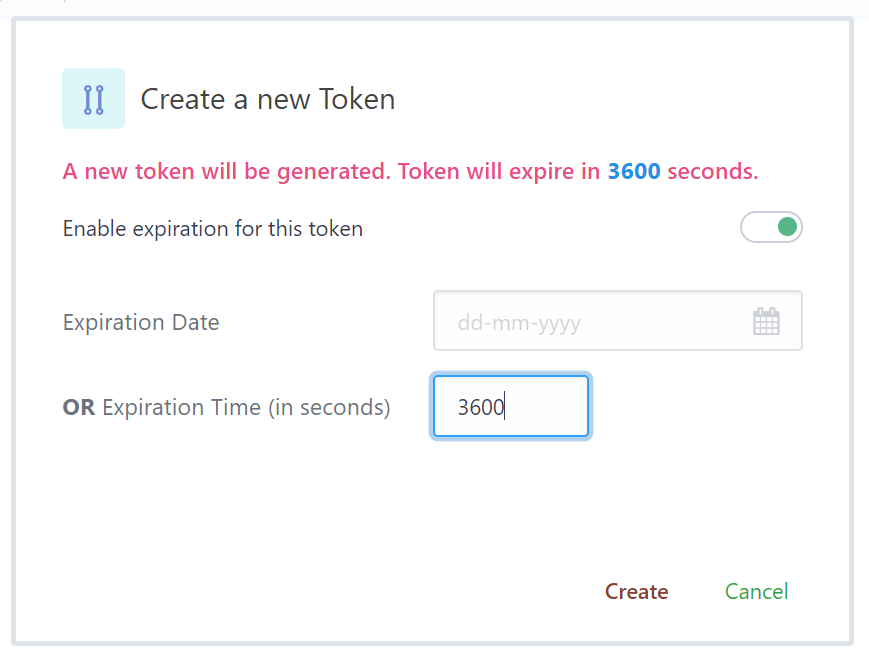 Create a new Token
A new token will be generated. Token will expire in 3600 seconds.
Enable expiration for this token
Expiration Date
dd-mm-yyyy
OR Expiration Time (in seconds)
3600
Create
Cancel